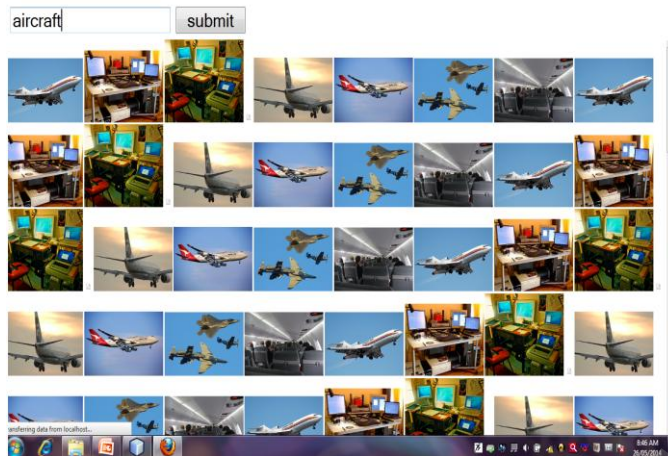 aircraft submit
ansferring data from localhost...
8:46 AM
26/05/2014